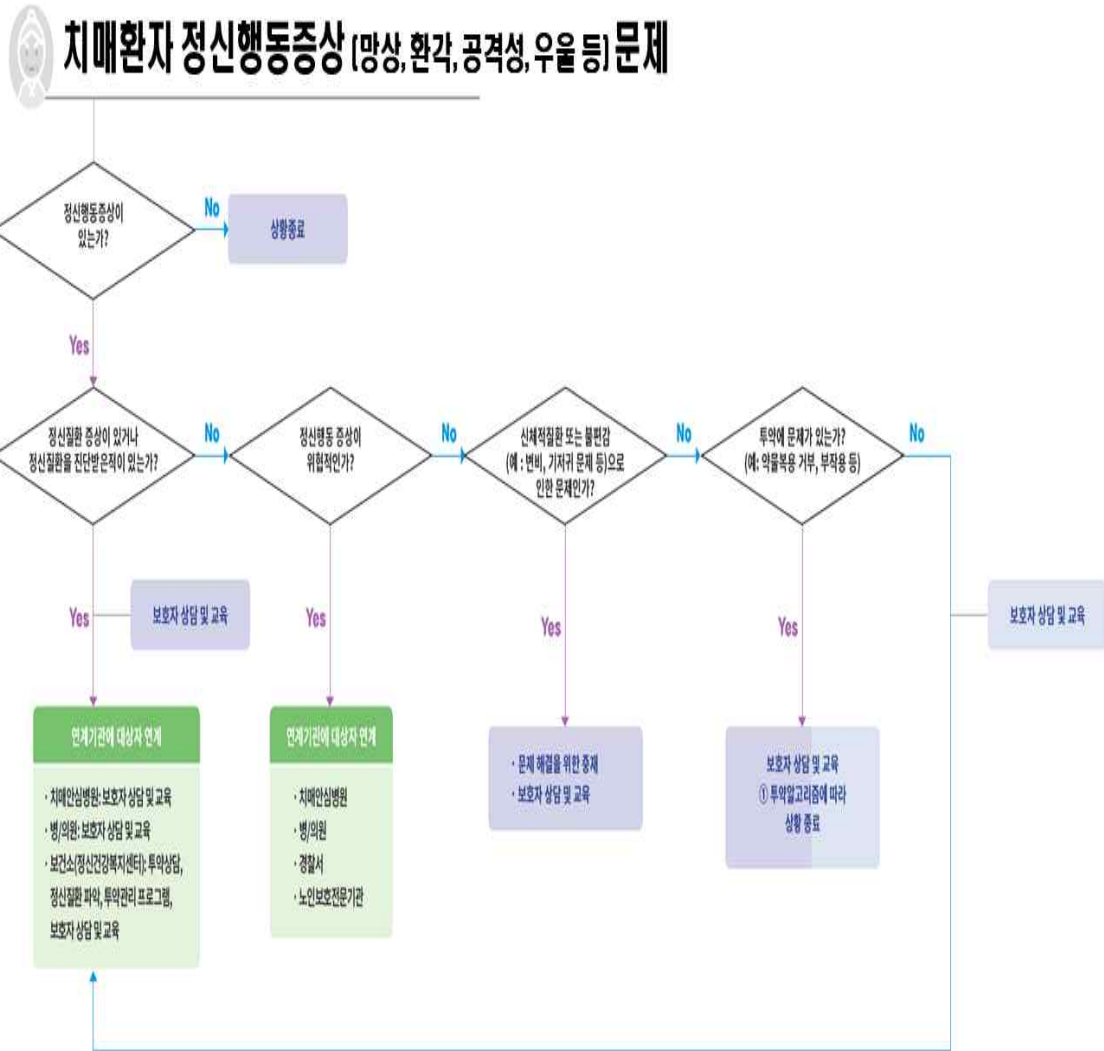 치매환자 정신행동증상 (망상, 환각, 공격성, 우울 등) 문제
정신행동증상이
있는가?
No
상황종료
Yes
정신질환 증상이 있거나
정신질환을 진단받은적이 있는가?
No
정신행동 증상이
위협적인가?
No
신체적질환 또는 불편감
(예 : 변비, 기저귀 문제 등)으로
인한 문제인가?
No
투약에 문제가 있는가?
(예: 약물복용 거부, 부작용 등)
No
Yes
보호자 상담 및 교육
Yes
Yes
Yes
보호자 상담 및 교육
연계기관에 대상자 연계
· 치매안심병원: 보호자 상담 및 교육
· 병/의원: 보호자 상담 및 교육
· 보건소(정신건강복지센터): 투약상담,
정신질환 파악, 투약관리 프로그램,
보호자 상담 및 교육
연계기관에 대상자 연계
· 치매안심병원
· 병/의원
· 경찰서
· 노인보호전문기관
· 문제 해결을 위한 중재
· 보호자 상담 및 교육
보호자 상담 및 교육
① 투약알고리즘에 따라
상황 종료